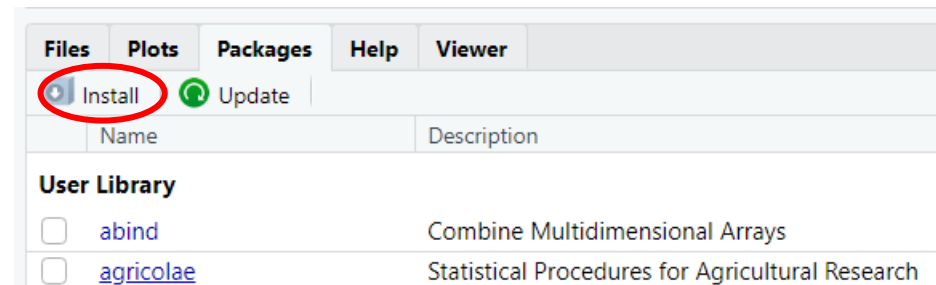 Files Plots Packages Help Viewer
Install Update
Name Description
User Library
abind Combine Multidimensional Arrays
agricolae Statistical Procedures for Agricultural Research